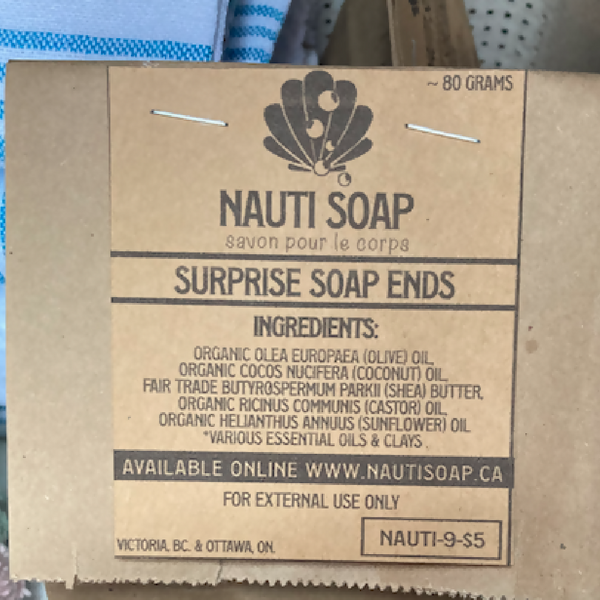 ~ 80 GRAMS
NAUTI SOAP
savon pour le corps
SURPRISE SOAP ENDS
INGREDIENTS:
ORGANIC OLEA EUROPAEA (OLIVE) OIL,
ORGANIC COCOS NUCIFERA (COCONUT) OIL,
FAIR TRADE BUTYROSPERMUM PARKII (SHEA) BUTTER,
ORGANIC RICINUS COMMUNIS (CASTOR) OIL,
ORGANIC HELIANTHUS ANNUUS (SUNFLOWER) OIL
*VARIOUS ESSENTIAL OILS & CLAYS .
AVAILABLE ONLINE WWW.NAUTISOAP.CA
FOR EXTERNAL USE ONLY
VICTORIA, BC. & OTTAWA, ON.
NAUTI-9-$5